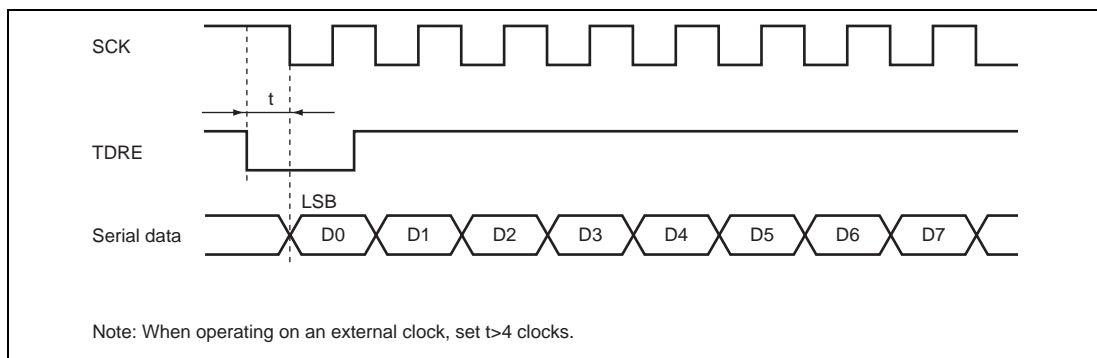 SCK
t
TDRE
LSB
Serial data D0 D1 D2 D3 D4 D5 D6 D7
Note: When operating on an external clock, set t>4 clocks.